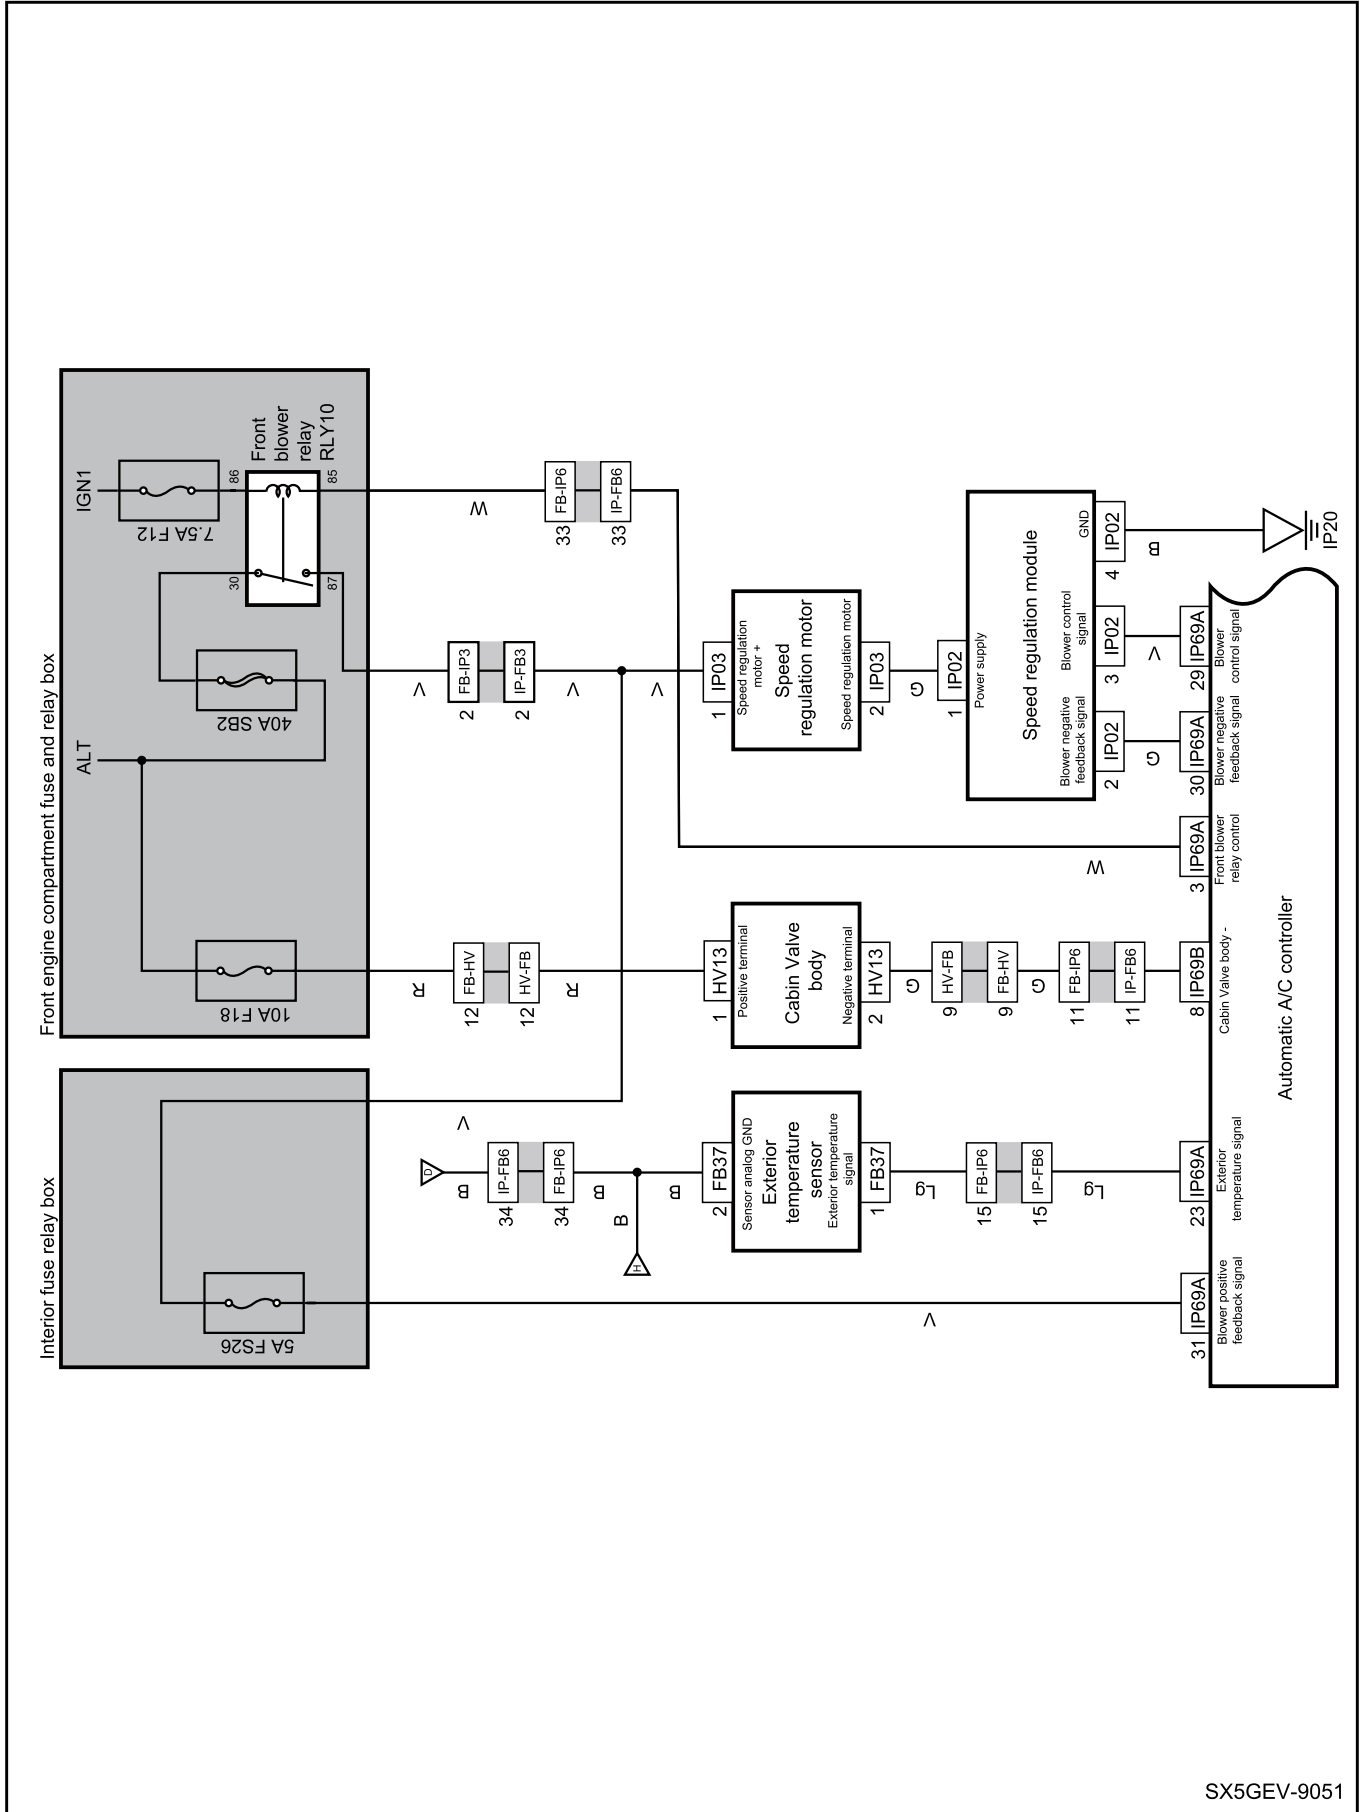 Interior fuse relay box
Front engine compartment fuse and relay box
5A FS26
10A F18
ALT
40A SB2
IGN1
7.5A F12
30
86
87
85
Front
blower
relay
RLY10
V
D
B
34 IP-FB6
34 FB-IP6
B
B
H
B
R
12 FB-HV
12 HV-FB
R
V
2 FB-IP3
2 IP-FB3
V
V
W
33 FB-IP6
33 IP-FB6
2 FB37
Sensor analog GND
Exterior
temperature
sensor
Exterior temperature
signal
1 FB37
1 HV13
Positive terminal
Cabin Valve
body
Negative terminal
2 HV13
1 IP03
Speed regulation
motor +
Speed
regulation motor
Speed regulation motor
2 IP03
V
Lg
15 FB-IP6
15 IP-FB6
Lg
G
9 HV-FB
9 FB-HV
G
11 FB-IP6
11 IP-FB6
G
1 IP02
Power supply
Speed regulation module
Blower negative
feedback signal
Blower control
signal
GND
2 IP02
3 IP02
4 IP02
W
G
V
B
IP20
31 IP69A
23 IP69A
8 IP69B
3 IP69A
30 IP69A
29 IP69A
Blower positive
feedback signal
Exterior
temperature signal
Cabin Valve body -
Front blower
relay control
Blower negative
feedback signal
Blower
control signal
Automatic A/C controller
SX5GEV-9051